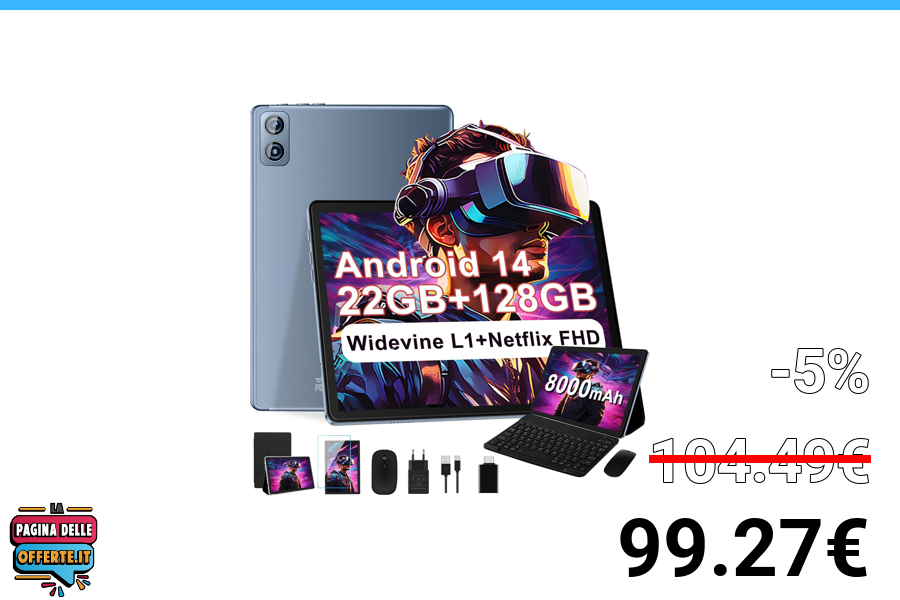 Android 14
22GB+128GB
Widevine L1+Netflix FHD
8000mAh
-5%
104.49€
99.27€
LA
PAGINA DELLE
OFFERTE.IT